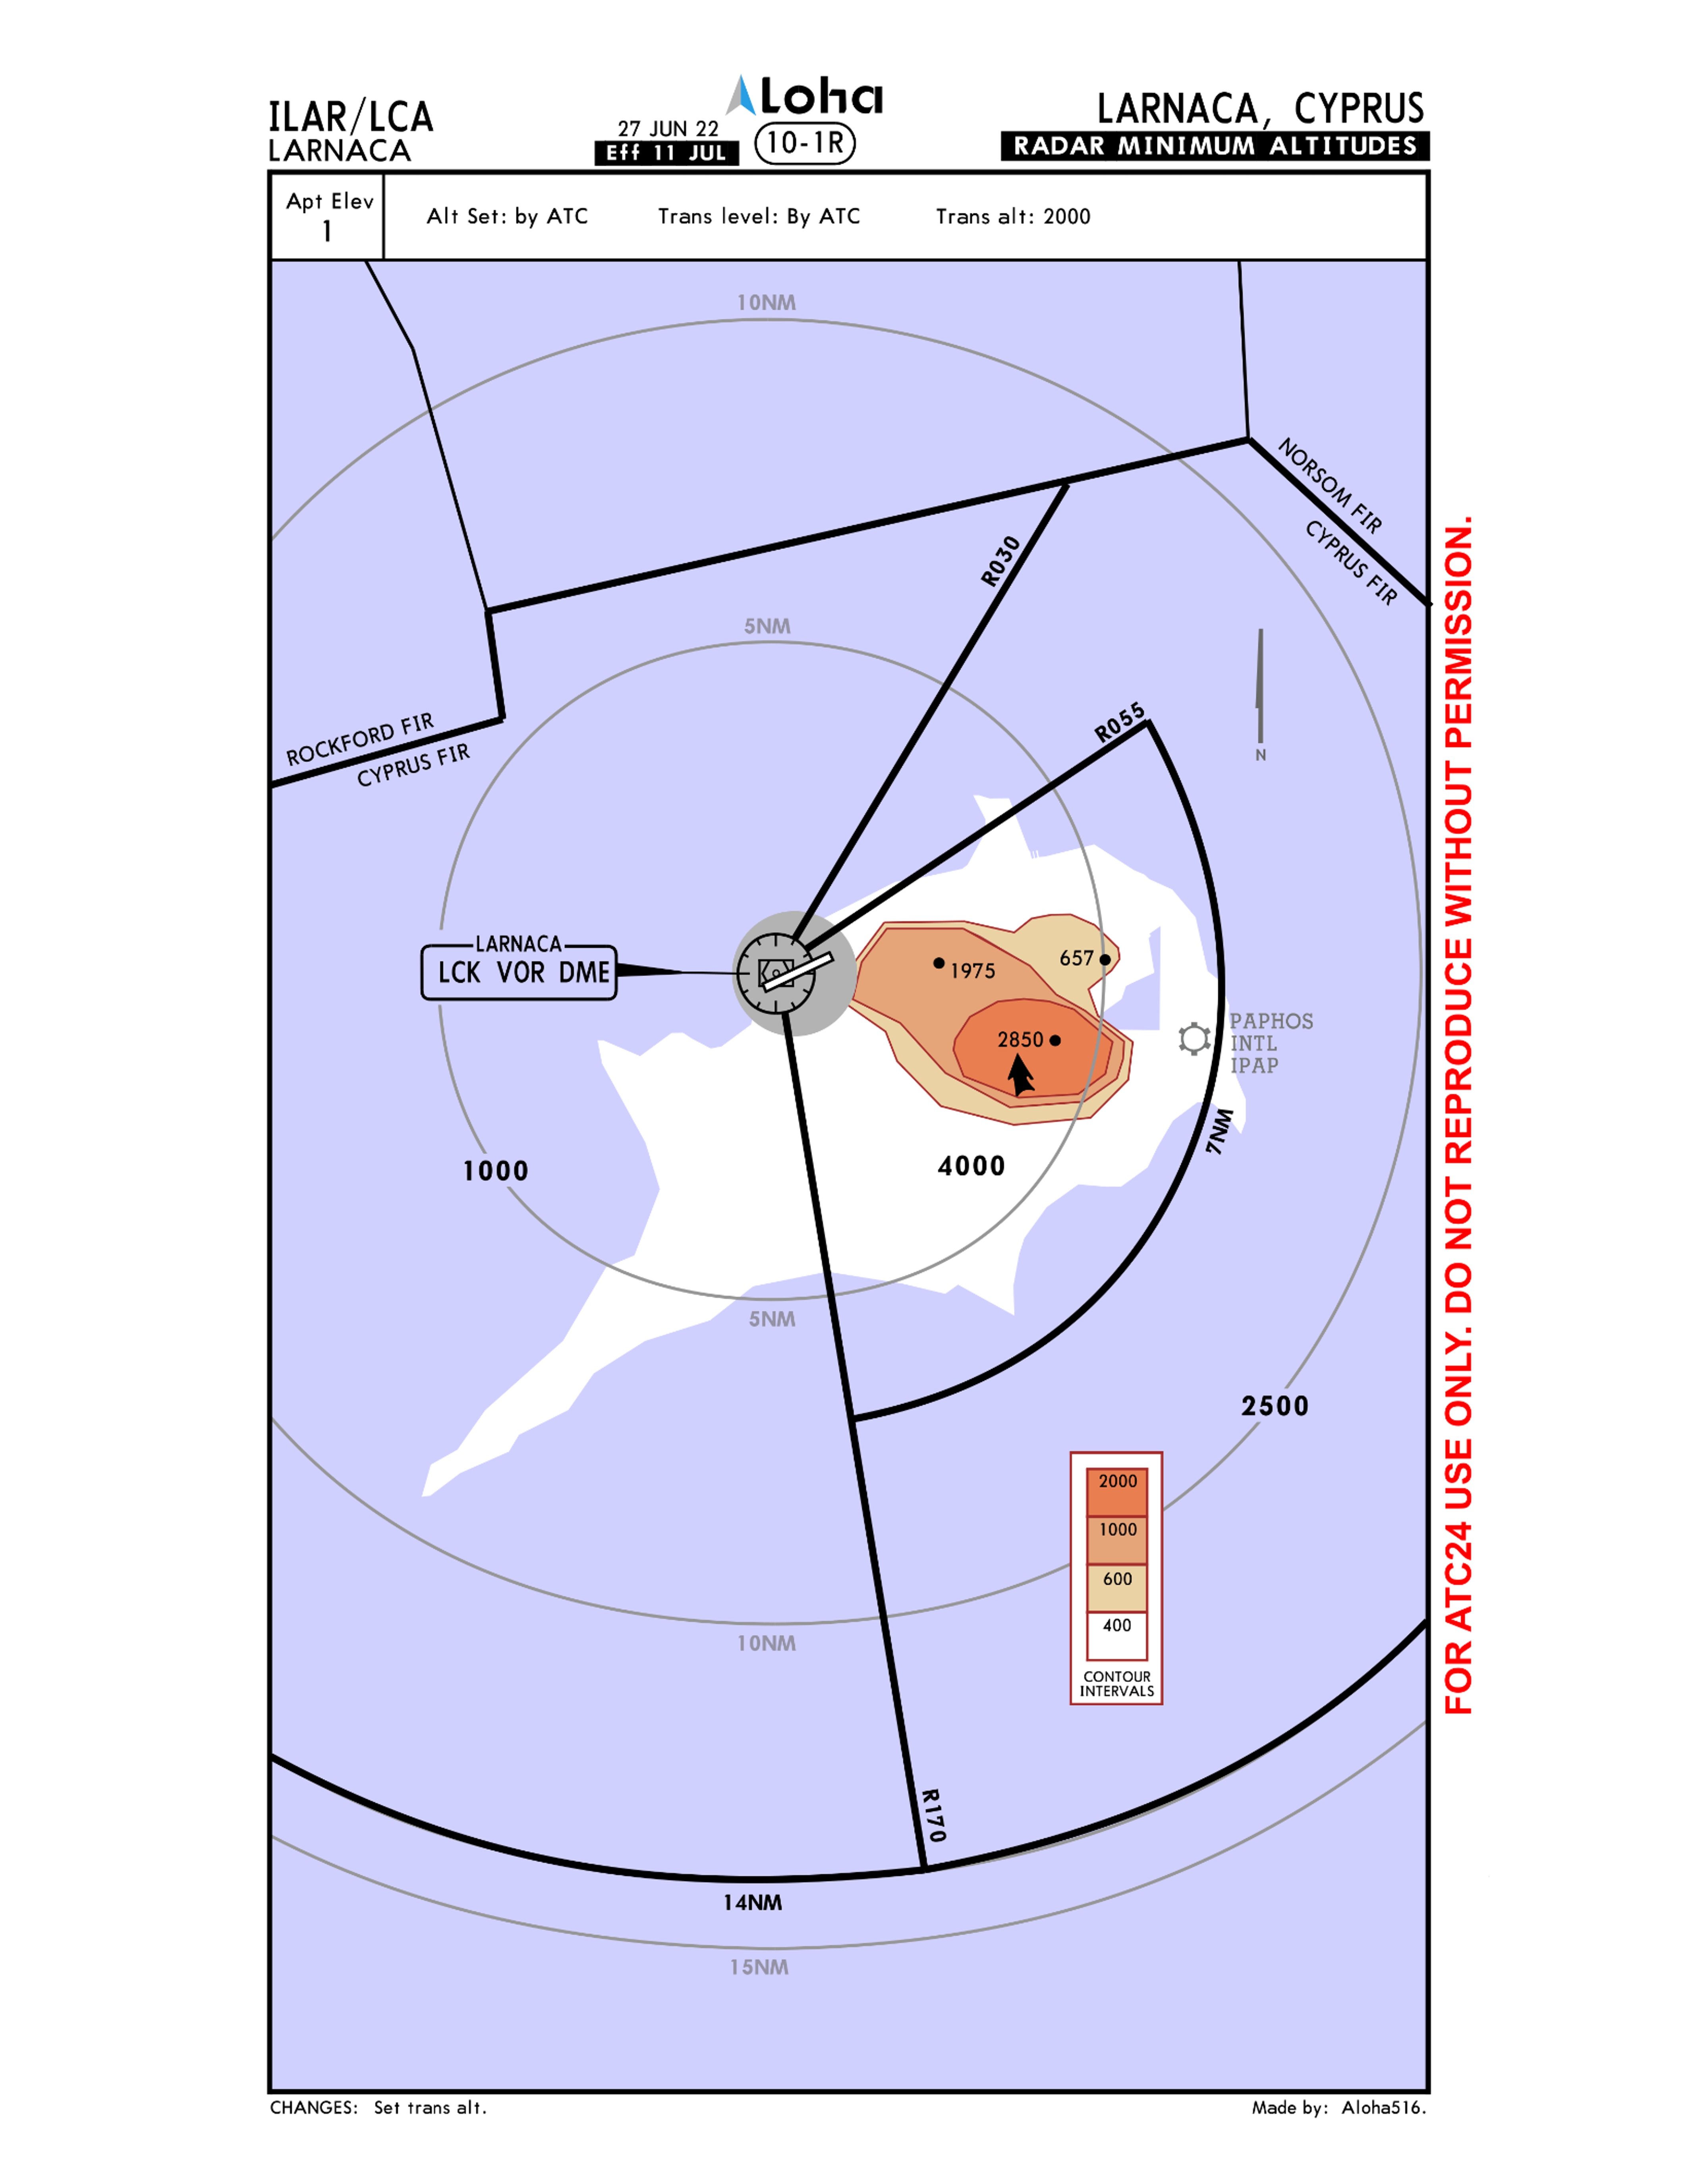 ILAR/LCA
LARNACA
27 JUN 22
Eff 11 JUL
Loha
10-1R
LARNACA, CYPRUS
RADAR MINIMUM ALTITUDES
Apt Elev
1
Alt Set: by ATC
Trans level: By ATC
Trans alt: 2000
10NM
NORSOM FIR
CYPRUS FIR
R030
5NM
R055
ROCKFORD FIR
CYPRUS FIR
N
LARNACA
LCK VOR DME
1975
657
2850
PAPHOS
INTL
IPAP
7NM
1000
4000
5NM
2500
2000
1000
600
400
CONTOUR
INTERVALS
10NM
R170
14NM
15NM
FOR ATC24 USE ONLY. DO NOT REPRODUCE WITHOUT PERMISSION.
CHANGES: Set trans alt.
Made by: Aloha516.